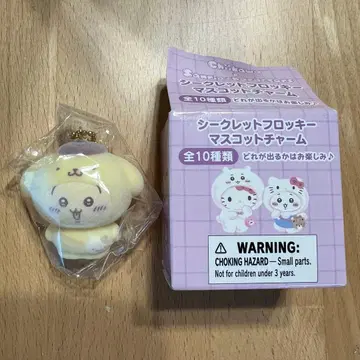 シークレットフロッキー
マスコットチャーム
全10種類 どれが出るかはお楽しみ♪
WARNING:
CHOKING HAZARD — Small parts.
Not for children under 3 years.